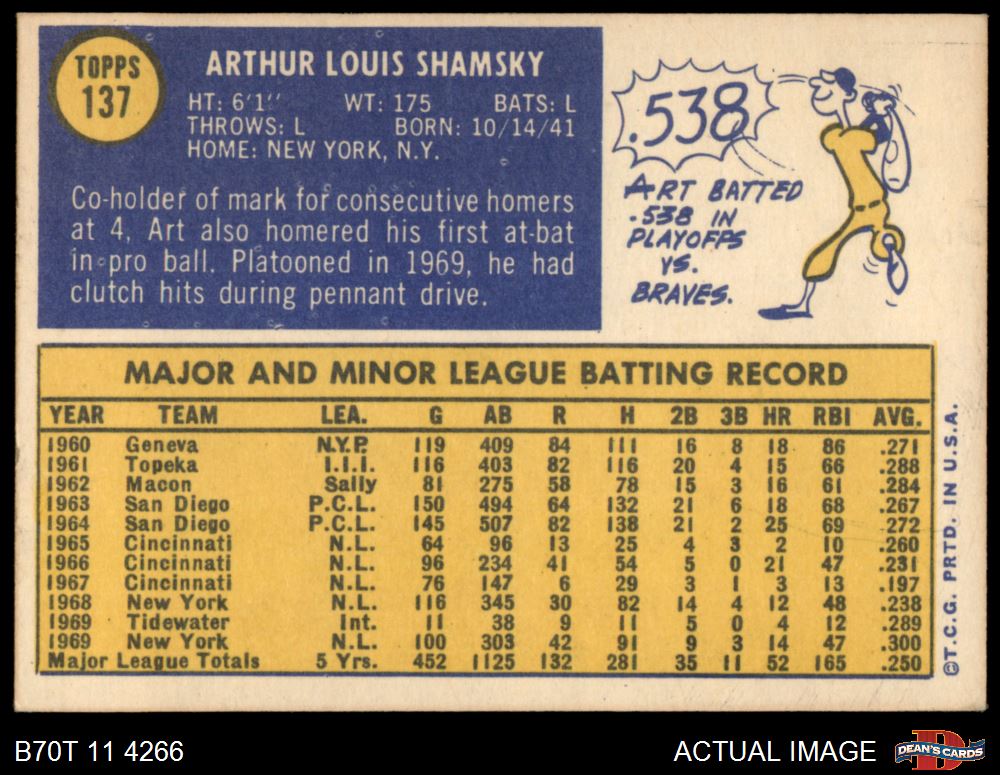 TOPPS
137
ARTHUR LOUIS SHAMSKY
HT: 6'1" WT: 175 BATS: L
THROWS: L BORN: 10/14/41
HOME: NEW YORK, N.Y.
Co-holder of mark for consecutive homers
at 4, Art also homered his first at-bat
in pro ball. Platooned in 1969, he had
clutch hits during pennant drive.
.538
ART BATTED
.538 IN
PLAYOFFS
VS.
BRAVES.
MAJOR AND MINOR LEAGUE BATTING RECORD
YEAR TEAM LEA. G AB R H 2B 3B HR RBI AVG.
1960 Geneva N.Y.P. 119 409 84 111 16 8 18 86 .271
1961 Topeka I.I.I. 116 403 82 116 20 4 15 66 .288
1962 Macon Sally 81 275 58 78 15 3 16 61 .284
1963 San Diego P.C.L. 150 494 64 132 21 6 18 68 .267
1964 San Diego P.C.L. 145 507 82 138 21 2 25 69 .272
1965 Cincinnati N.L. 64 96 13 25 4 3 2 10 .260
1966 Cincinnati N.L. 96 234 41 54 5 0 21 47 .231
1967 Cincinnati N.L. 76 147 6 29 3 1 3 13 .197
1968 New York N.L. 116 345 30 82 14 4 12 48 .238
1969 Tidewater Int. 11 38 9 11 5 0 4 12 .289
1969 New York N.L. 100 303 42 91 9 3 14 47 .300
Major League Totals 5 Yrs. 452 1125 132 281 35 11 52 165 .250
©T.C.G. PRTD. IN U.S.A.
B70T 11 4266
ACTUAL IMAGE
DEAN'S CARDS